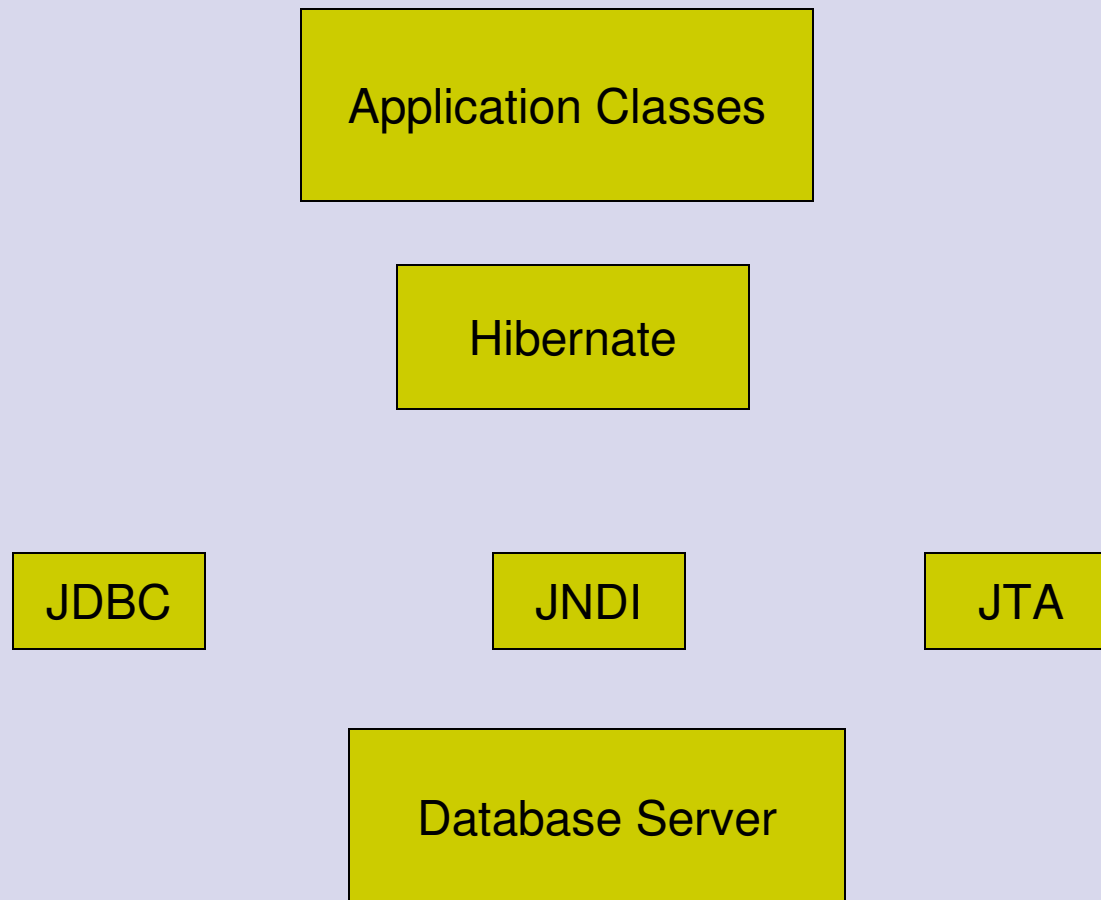 Application Classes
Hibernate
JDBC
JNDI
JTA
Database Server